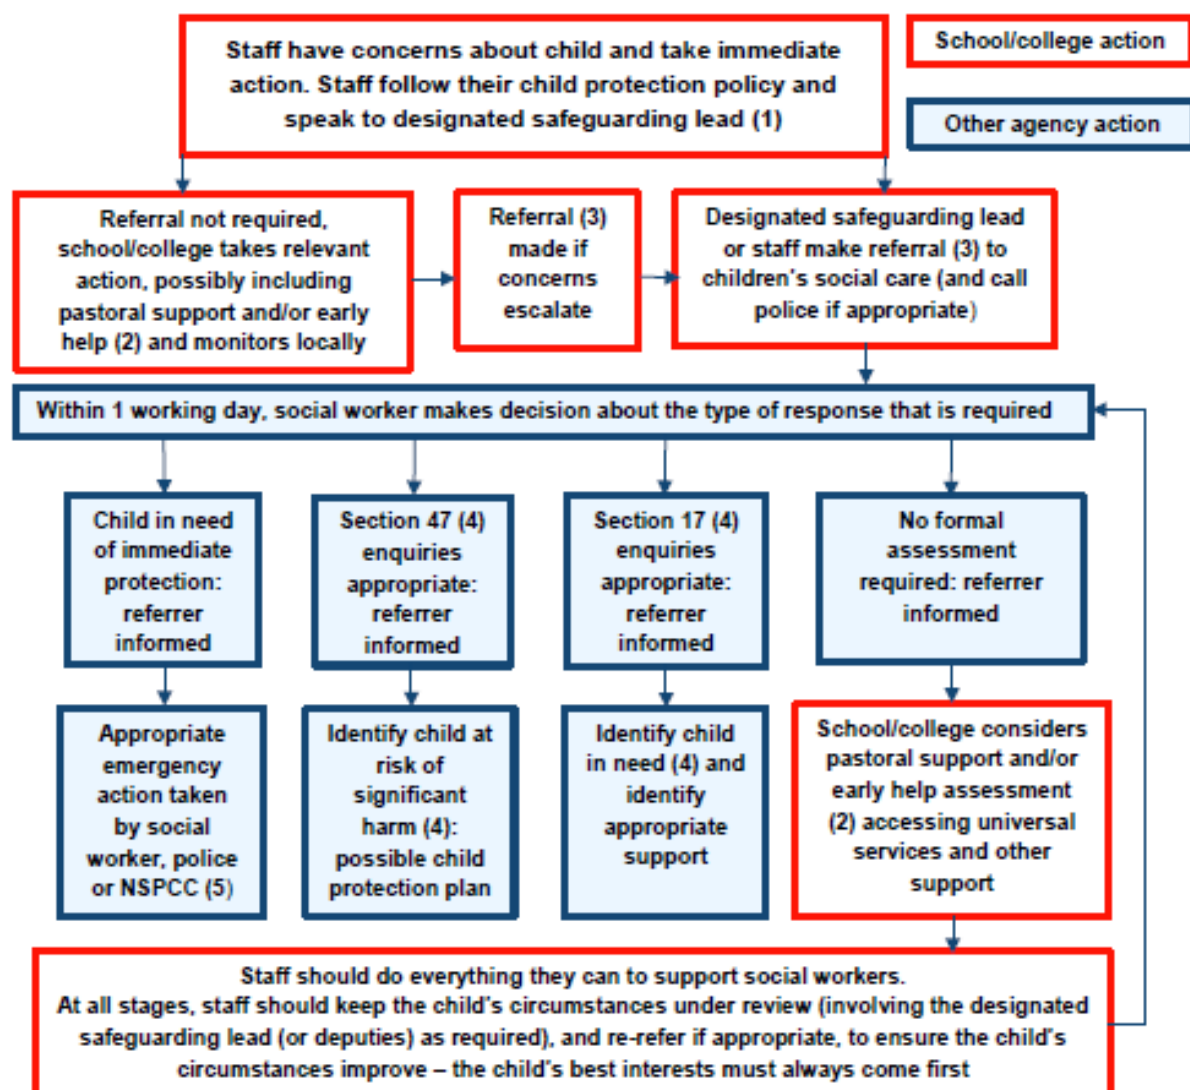 Staff have concerns about child and take immediate
action. Staff follow their child protection policy and
speak to designated safeguarding lead (1)
School/college action
Other agency action
Referral not required,
school/college takes relevant
action, possibly including
pastoral support and/or early
help (2) and monitors locally
Referral (3)
made if
concerns
escalate
Designated safeguarding lead
or staff make referral (3) to
children's social care (and call
police if appropriate)
Within 1 working day, social worker makes decision about the type of response that is required
Child in need
of immediate
protection:
referrer
informed
Section 47 (4)
enquiries
appropriate:
referrer
informed
Section 17 (4)
enquiries
appropriate:
referrer
informed
No formal
assessment
required: referrer
informed
Appropriate
emergency
action taken
by social
worker, police
or NSPCC (5)
Identify child at
risk of
significant
harm (4):
possible child
protection plan
Identify child
in need (4) and
identify
appropriate
support
School/college considers
pastoral support and/or
early help assessment
(2) accessing universal
services and other
support
Staff should do everything they can to support social workers.
At all stages, staff should keep the child's circumstances under review (involving the designated
safeguarding lead (or deputies) as required), and re-refer if appropriate, to ensure the child's
circumstances improve – the child's best interests must always come first